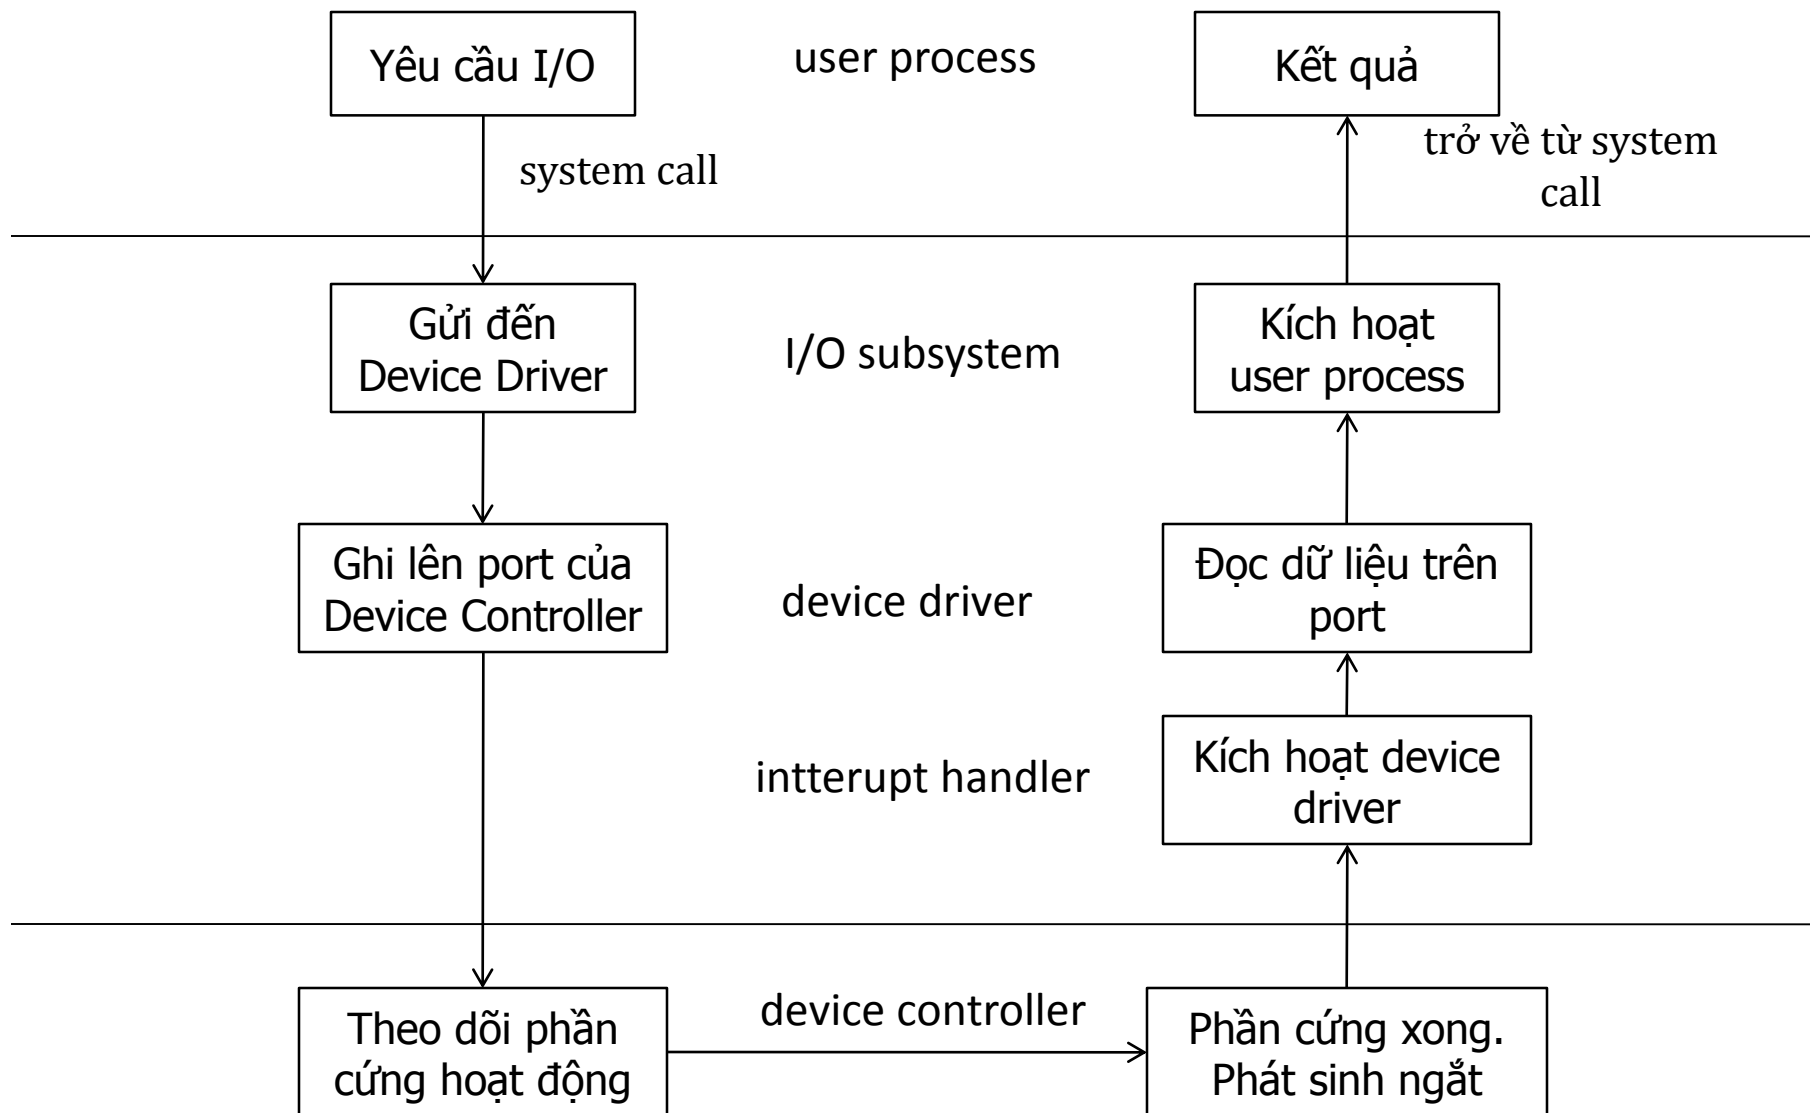 Yêu cầu I/O
user process
Kết quả
system call
trở về từ system
call
Gửi đến
Device Driver
I/O subsystem
Kích hoạt
user process
Ghi lên port của
Device Controller
device driver
Đọc dữ liệu trên
port
intterupt handler
Kích hoạt device
driver
Theo dõi phần
cứng hoạt động
device controller
Phần cứng xong.
Phát sinh ngắt